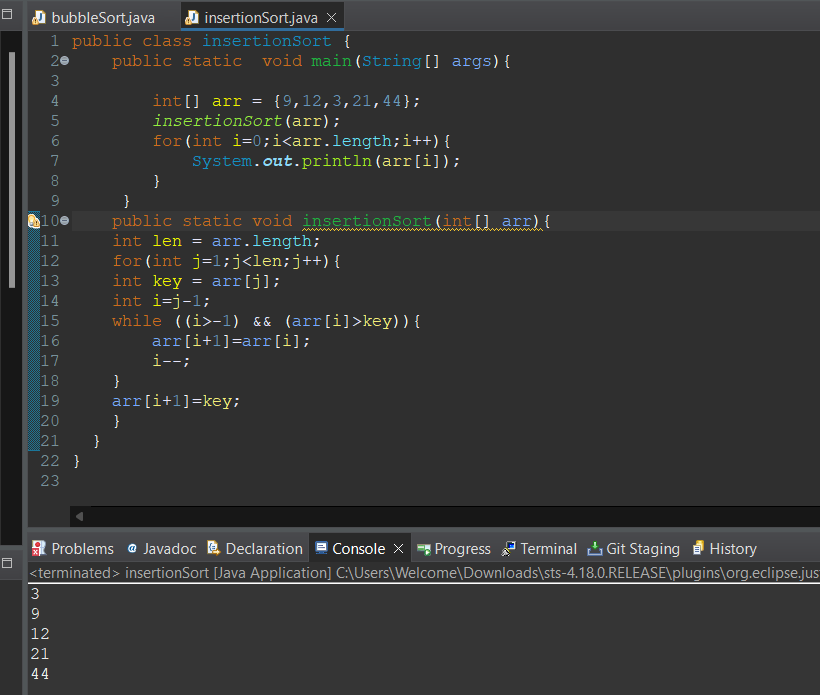 bubbleSort.java insertionSort.java
1 public class insertionSort {
2 public static  void main(String[] args){
3
4 int[] arr = {9,12,3,21,44};
5 insertionSort(arr);
6 for(int i=0;i<arr.length;i++){
7 System.out.println(arr[i]);
8 }
9 }
10 public static void insertionSort(int[] arr){
11 int len = arr.length;
12 for(int j=1;j<len;j++){
13 int key = arr[j];
14 int i=j-1;
15 while ((i>-1) && (arr[i]>key)){
16 arr[i+1]=arr[i];
17 i--;
18 }
19 arr[i+1]=key;
20 }
21 }
22 }
23
Problems @ Javadoc Declaration Console Progress Terminal Git Staging History
<terminated> insertionSort [Java Application] C:\Users\Welcome\Downloads\sts-4.18.0.RELEASE\plugins\org.eclipse.jus
3
9
12
21
44